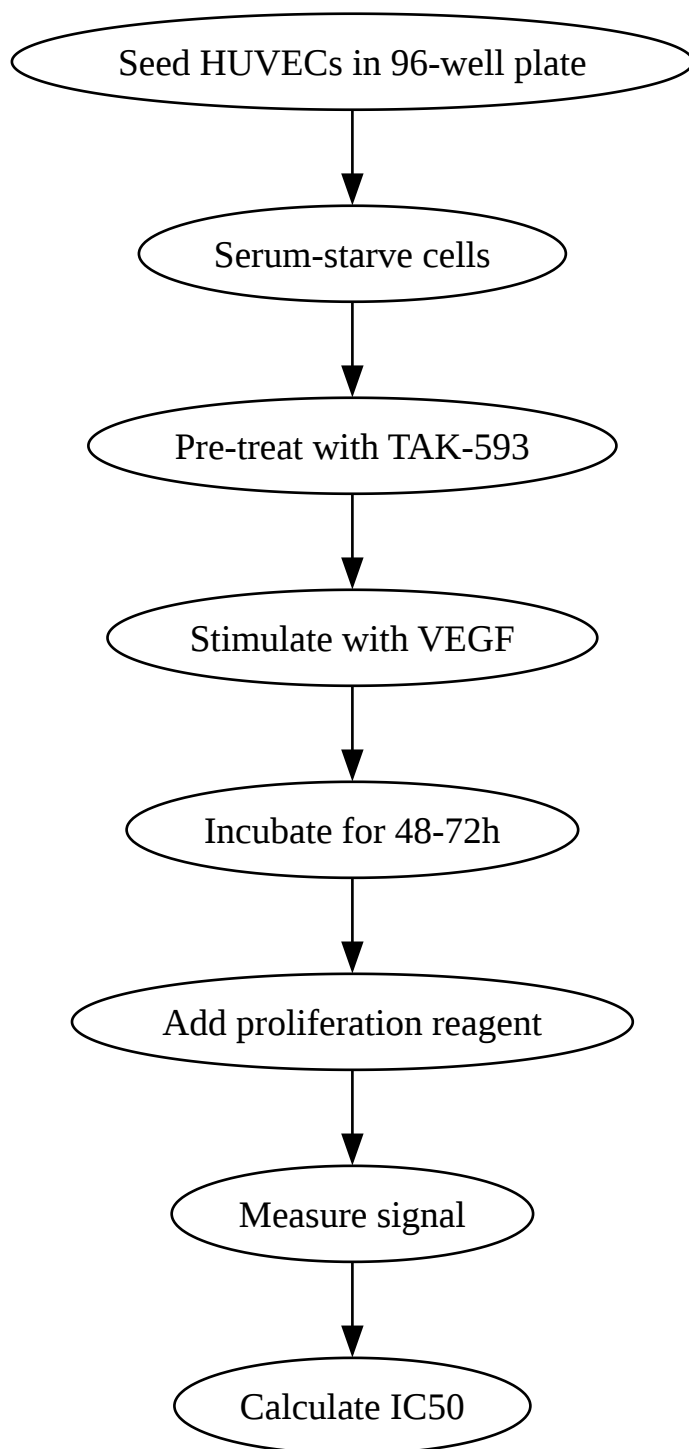 Seed HUVECs in 96-well plate
Serum-starve cells
Pre-treat with TAK-593
Stimulate with VEGF
Incubate for 48-72h
Add proliferation reagent
Measure signal
Calculate IC50